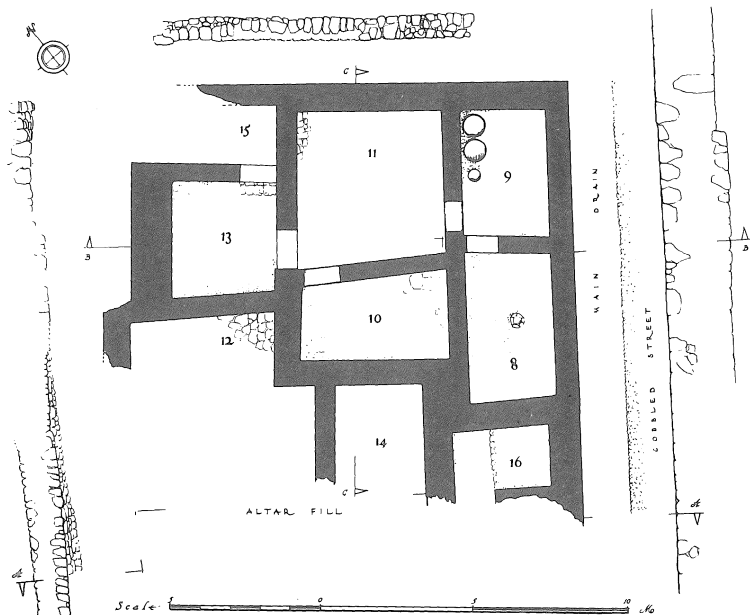 N
C
15
11
9
MAIN DRAIN
13
B
B
10
12
8
COBBLED STREET
14
16
C
ALTAR FILL
A
A
Scale
5
0
5
10